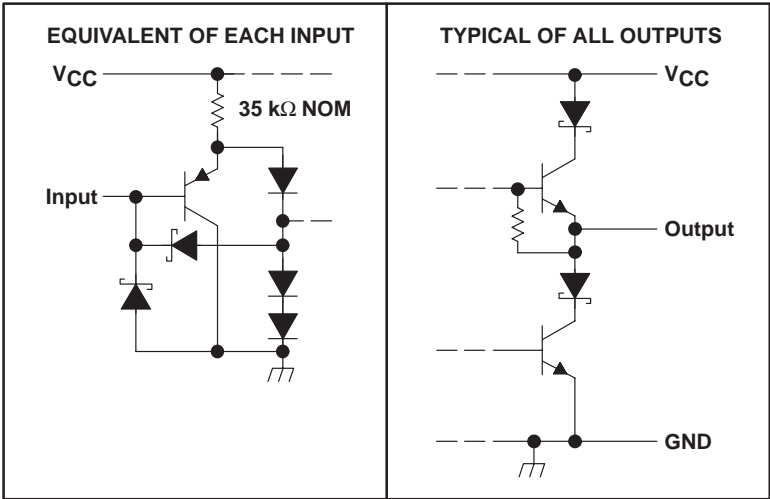 EQUIVALENT OF EACH INPUT
VCC
35 kΩ NOM
Input
TYPICAL OF ALL OUTPUTS
VCC
Output
GND